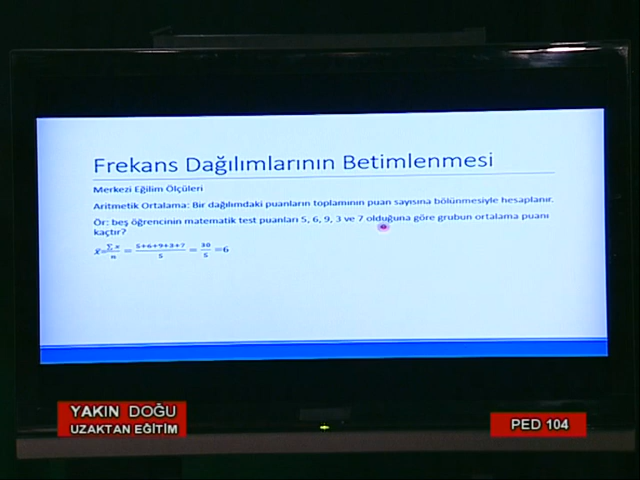 Frekans Dağılımlarının Betimlenmesi
Merkezi Eğilim Ölçüleri
Aritmetik Ortalama: Bir dağılımdaki puanların toplamının puan sayısına bölünmesiyle hesaplanır.
Ör: beş öğrencinin matematik test puanları 5, 6, 9, 3 ve 7 olduğuna göre grubun ortalama puanı
kaçtır?
x̄=∑x/n = 5+6+9+3+7/5 = 30/5 =6
YAKIN DOĞU
UZAKTAN EĞİTİM
PED 104